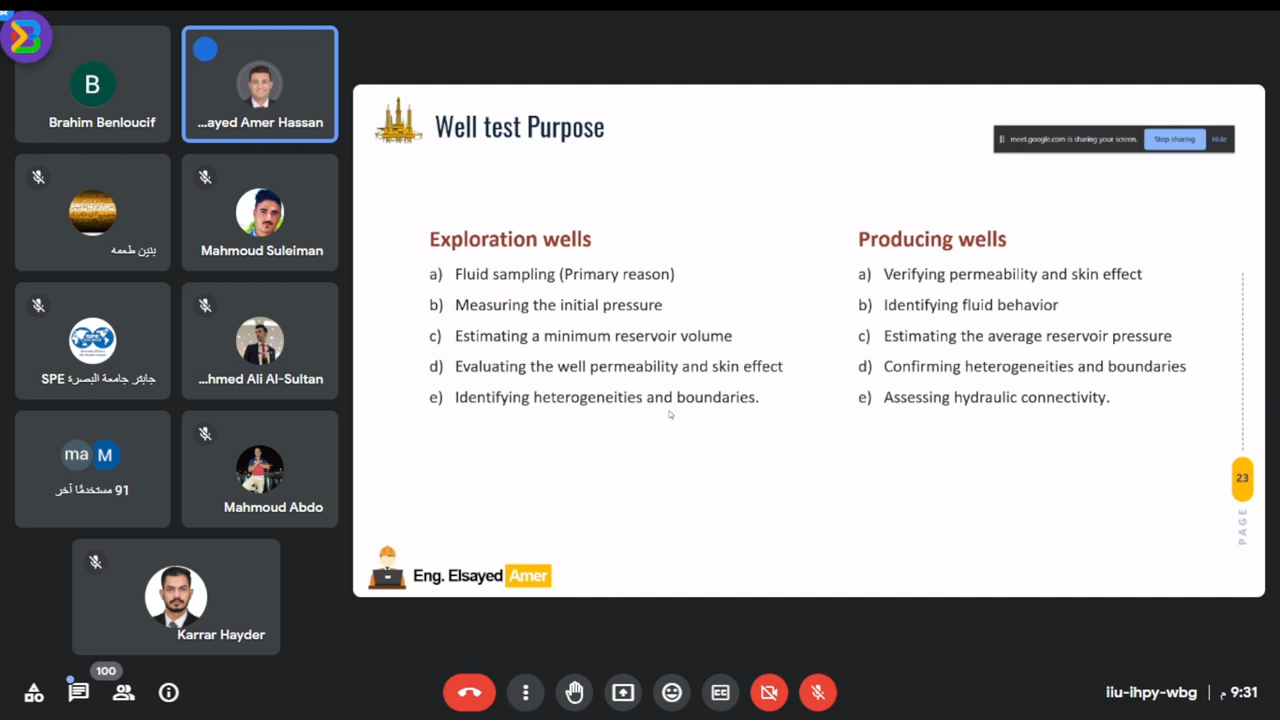 B
Brahim Benloucif
...ayed Amer Hassan
بنين طعمه
Mahmoud Suleiman
SPE جابتر جامعة البصرة
...hmed Ali Al-Sultan
ma M
91 مستخدمًا آخر
Mahmoud Abdo
Karrar Hayder
Well test Purpose
meet.google.com is sharing your screen.
Stop sharing
Hide
Exploration wells
a) Fluid sampling (Primary reason)
b) Measuring the initial pressure
c) Estimating a minimum reservoir volume
d) Evaluating the well permeability and skin effect
e) Identifying heterogeneities and boundaries.
Producing wells
a) Verifying permeability and skin effect
b) Identifying fluid behavior
c) Estimating the average reservoir pressure
d) Confirming heterogeneities and boundaries
e) Assessing hydraulic connectivity.
23
PAGE
Eng. Elsayed Amer
100
iiu-ihpy-wbg | 9:31 م